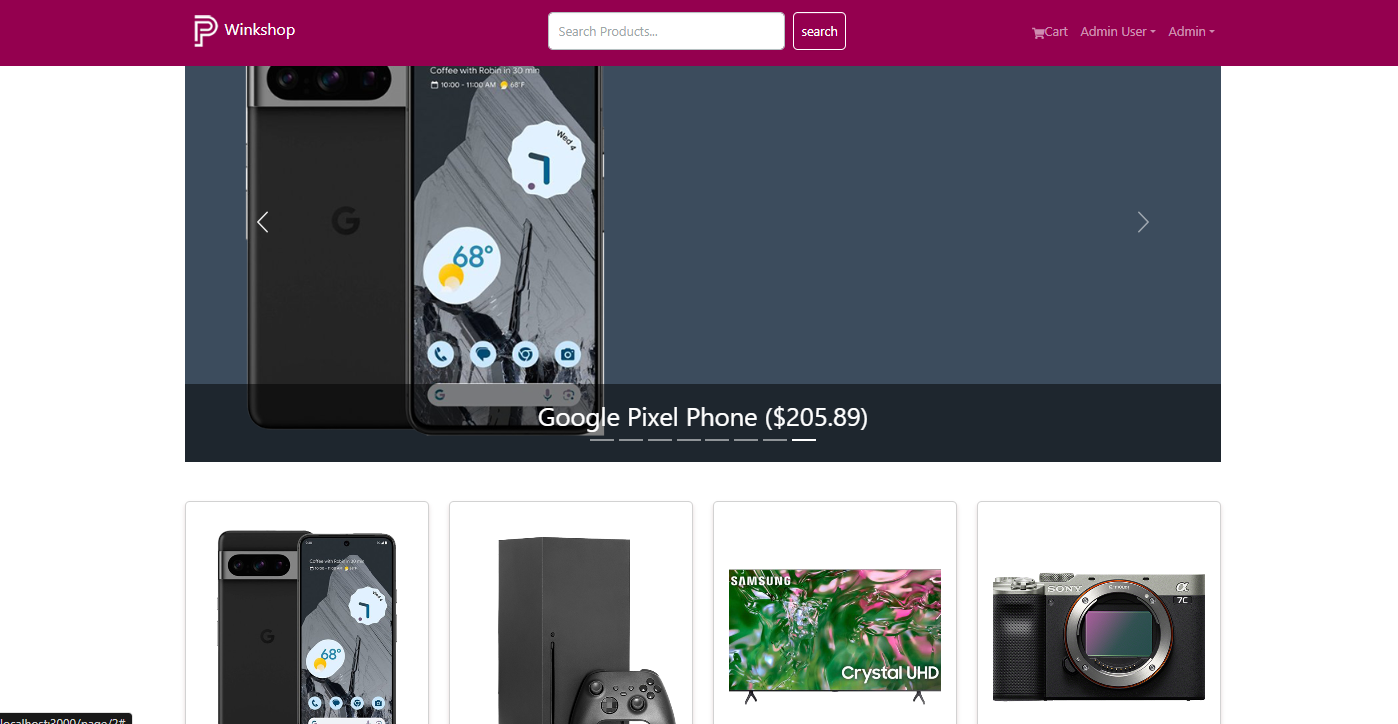 Winkshop
Search Products...
search
Cart
Admin User
Admin
Coffee with Robin in 30 min
10:00 - 11:00 AM 68°F
Wed 4
68°
G
G
Google Pixel Phone ($205.89)
Coffee with Robin in 30 min
68°
G
SAMSUNG
Crystal UHD
SONY
α
7C
localhost:3000/page/2#